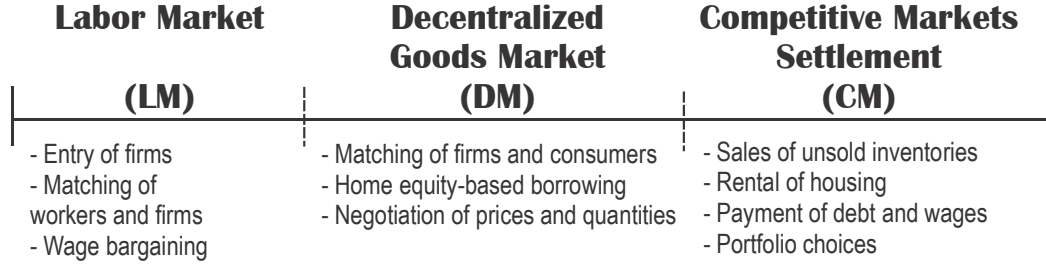 Labor Market
(LM)
- Entry of firms
- Matching of
workers and firms
- Wage bargaining
Decentralized
Goods Market
(DM)
- Matching of firms and consumers
- Home equity-based borrowing
- Negotiation of prices and quantities
Competitive Markets
Settlement
(CM)
- Sales of unsold inventories
- Rental of housing
- Payment of debt and wages
- Portfolio choices